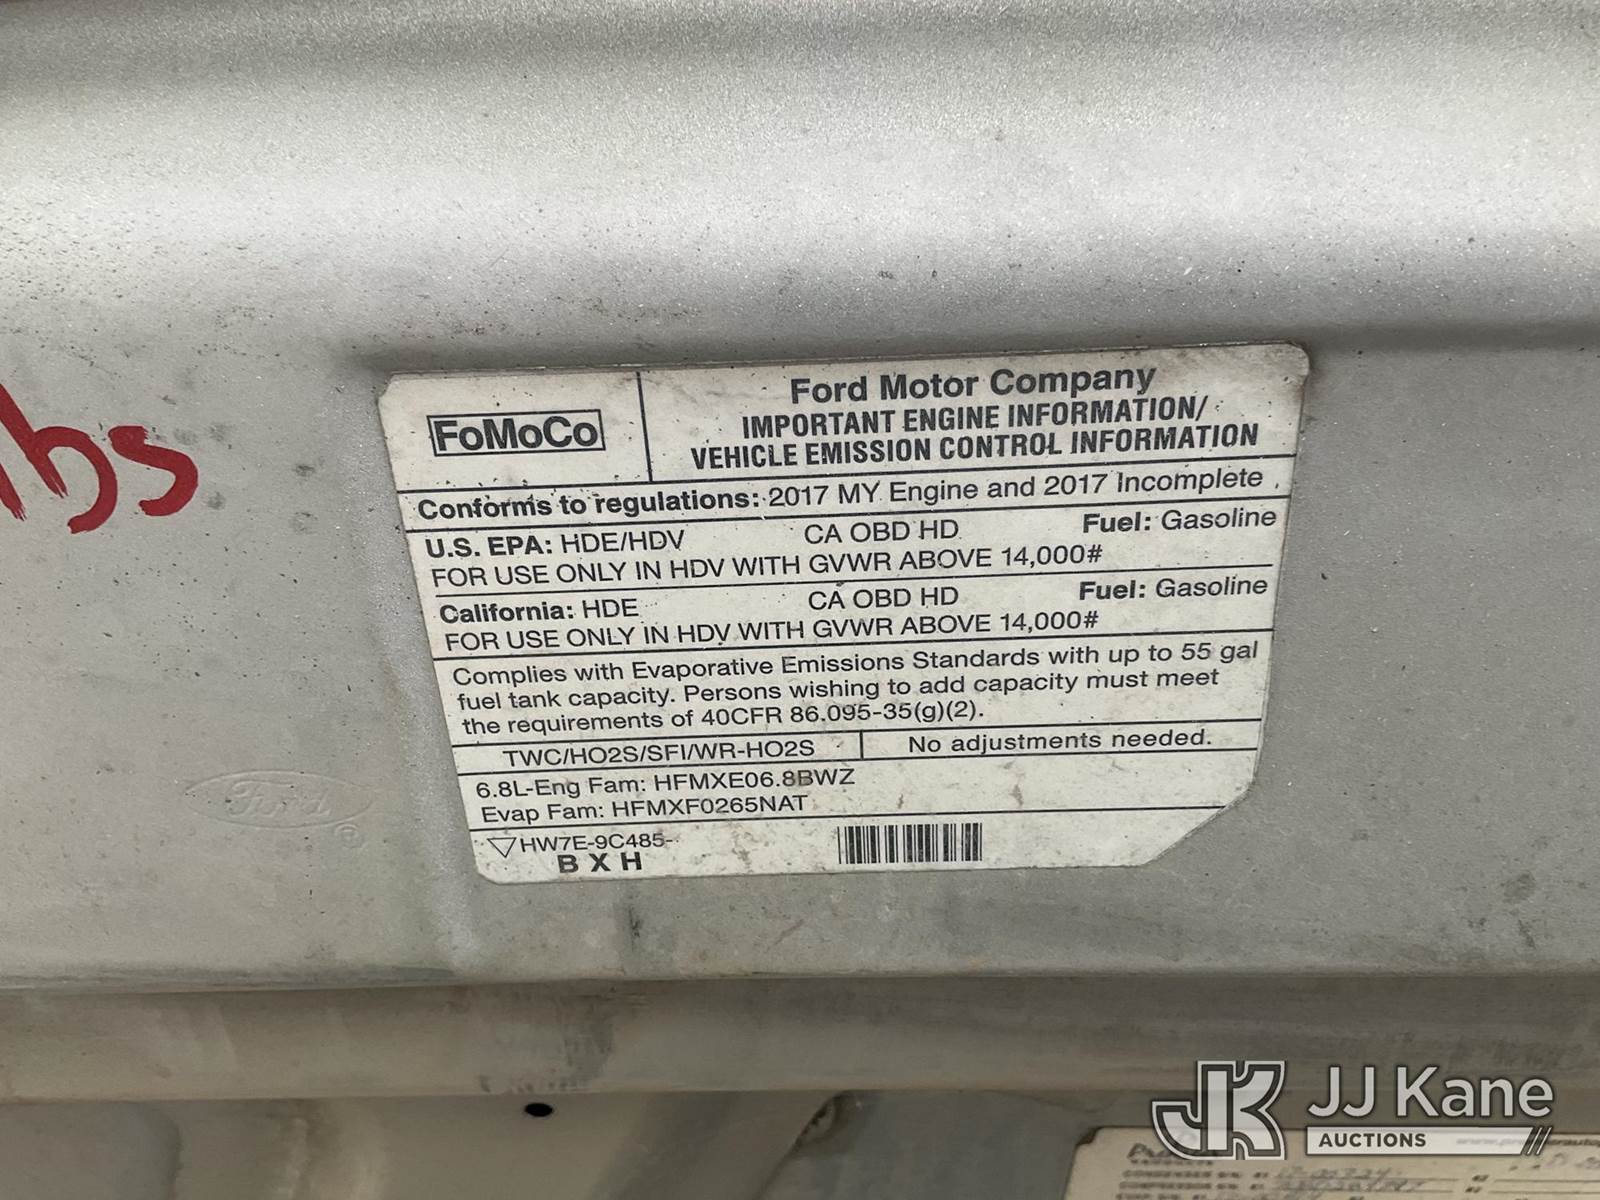 lbs
FoMoCo
Ford Motor Company
IMPORTANT ENGINE INFORMATION/
VEHICLE EMISSION CONTROL INFORMATION
Conforms to regulations: 2017 MY Engine and 2017 Incomplete
U.S. EPA: HDE/HDV CA OBD HD Fuel: Gasoline
FOR USE ONLY IN HDV WITH GVWR ABOVE 14,000#
California: HDE CA OBD HD Fuel: Gasoline
FOR USE ONLY IN HDV WITH GVWR ABOVE 14,000#
Complies with Evaporative Emissions Standards with up to 55 gal
fuel tank capacity. Persons wishing to add capacity must meet
the requirements of 40CFR 86.095-35(g)(2).
TWC/HO2S/SFI/WR-HO2S No adjustments needed.
6.8L-Eng Fam: HFMXE06.8BWZ
Evap Fam: HFMXF0265NAT
HW7E-9C485-
B X H
Ford
JK JJ Kane
AUCTIONS